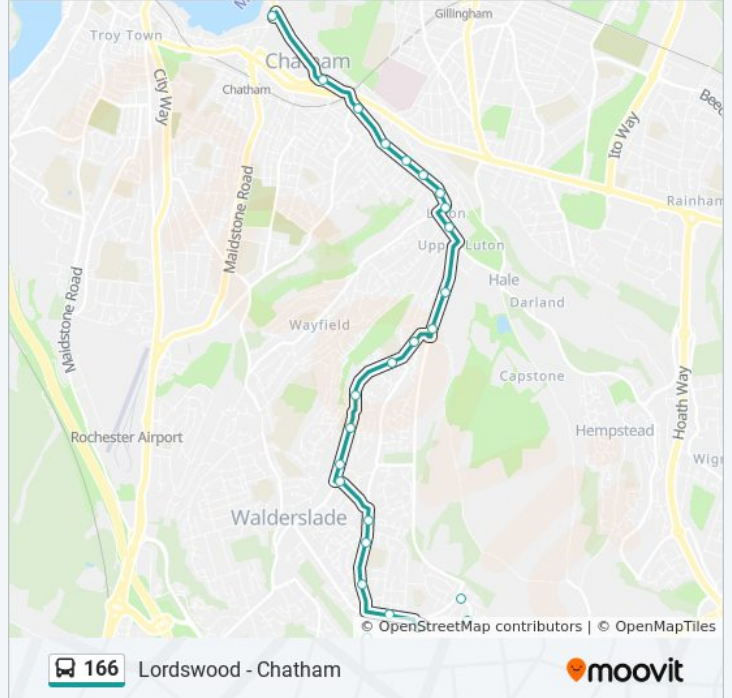 Gillingham
Troy Town
Chatham
Chatham
City Way
Ito Way
Maidstone Road
Rainham
Upper Luton
Hale
Darland
Maidstone Road
Wayfield
Capstone
Hoath Way
Rochester Airport
Hempstead
Walderslade
© OpenStreetMap contributors | © OpenMapTiles
166 Lordswood - Chatham
moovit